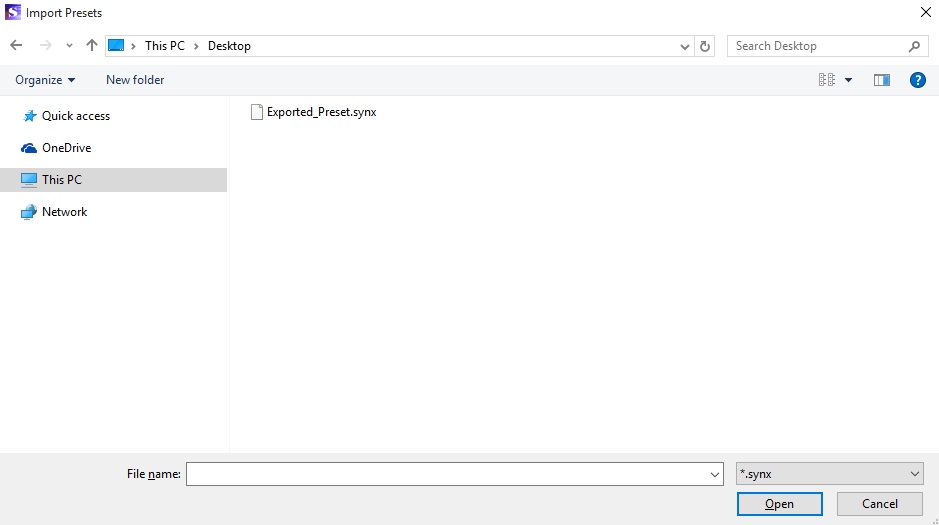 Import Presets
This PC > Desktop
Search Desktop
Organize
New folder
Quick access
Exported_Preset.synx
OneDrive
This PC
Network
File name:
*.synx
Open
Cancel